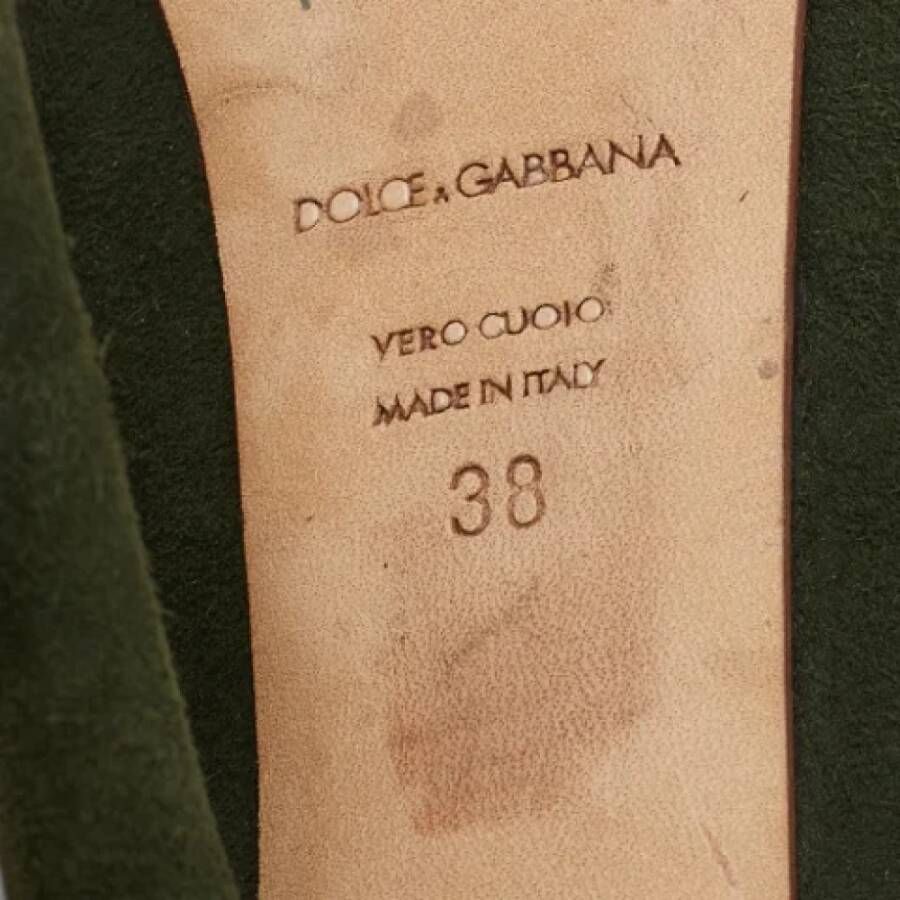 DOLCE & GABBANA
VERO CUOIO
MADE IN ITALY
38